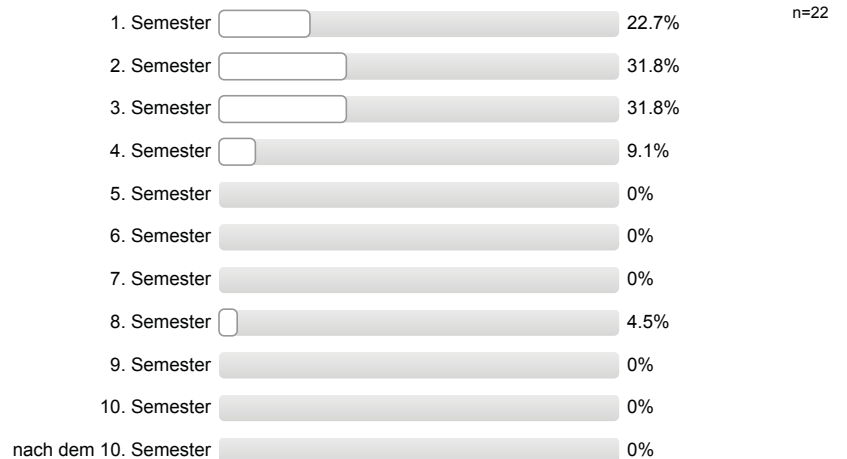 n=22
1. Semester 22.7%
2. Semester 31.8%
3. Semester 31.8%
4. Semester 9.1%
5. Semester 0%
6. Semester 0%
7. Semester 0%
8. Semester 4.5%
9. Semester 0%
10. Semester 0%
nach dem 10. Semester 0%